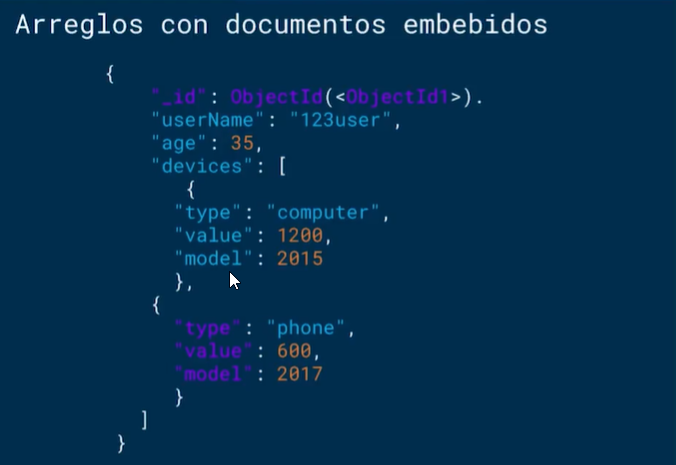 Arreglos con documentos embebidos
{
"_id": ObjectId(<ObjectId1>).
"userName": "123user",
"age": 35,
"devices": [
{
"type": "computer",
"value": 1200,
"model": 2015
},
{
"type": "phone",
"value": 600,
"model": 2017
}
]
}